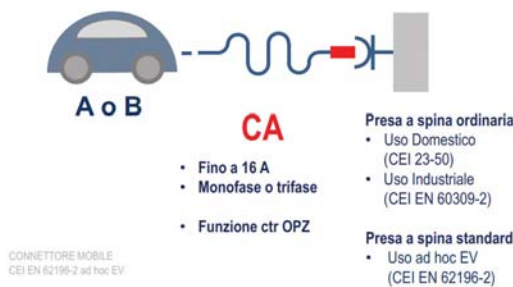 A o B
CA
• Fino a 16 A
• Monofase o trifase
• Funzione ctr OPZ
CONNETTORE MOBILE
CEI EN 62196-2 ad hoc EV
Presa a spina ordinaria
• Uso Domestico
(CEI 23-50)
• Uso Industriale
(CEI EN 60309-2)
Presa a spina standard
• Uso ad hoc EV
(CEI EN 62196-2)